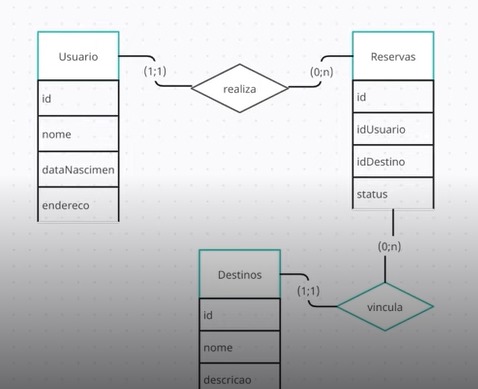 Usuario
(1;1)
realiza
(0;n)
Reservas
id
nome
dataNascimen
endereco
id
idUsuario
idDestino
status
(0;n)
Destinos
(1;1)
vincula
id
nome
descricao